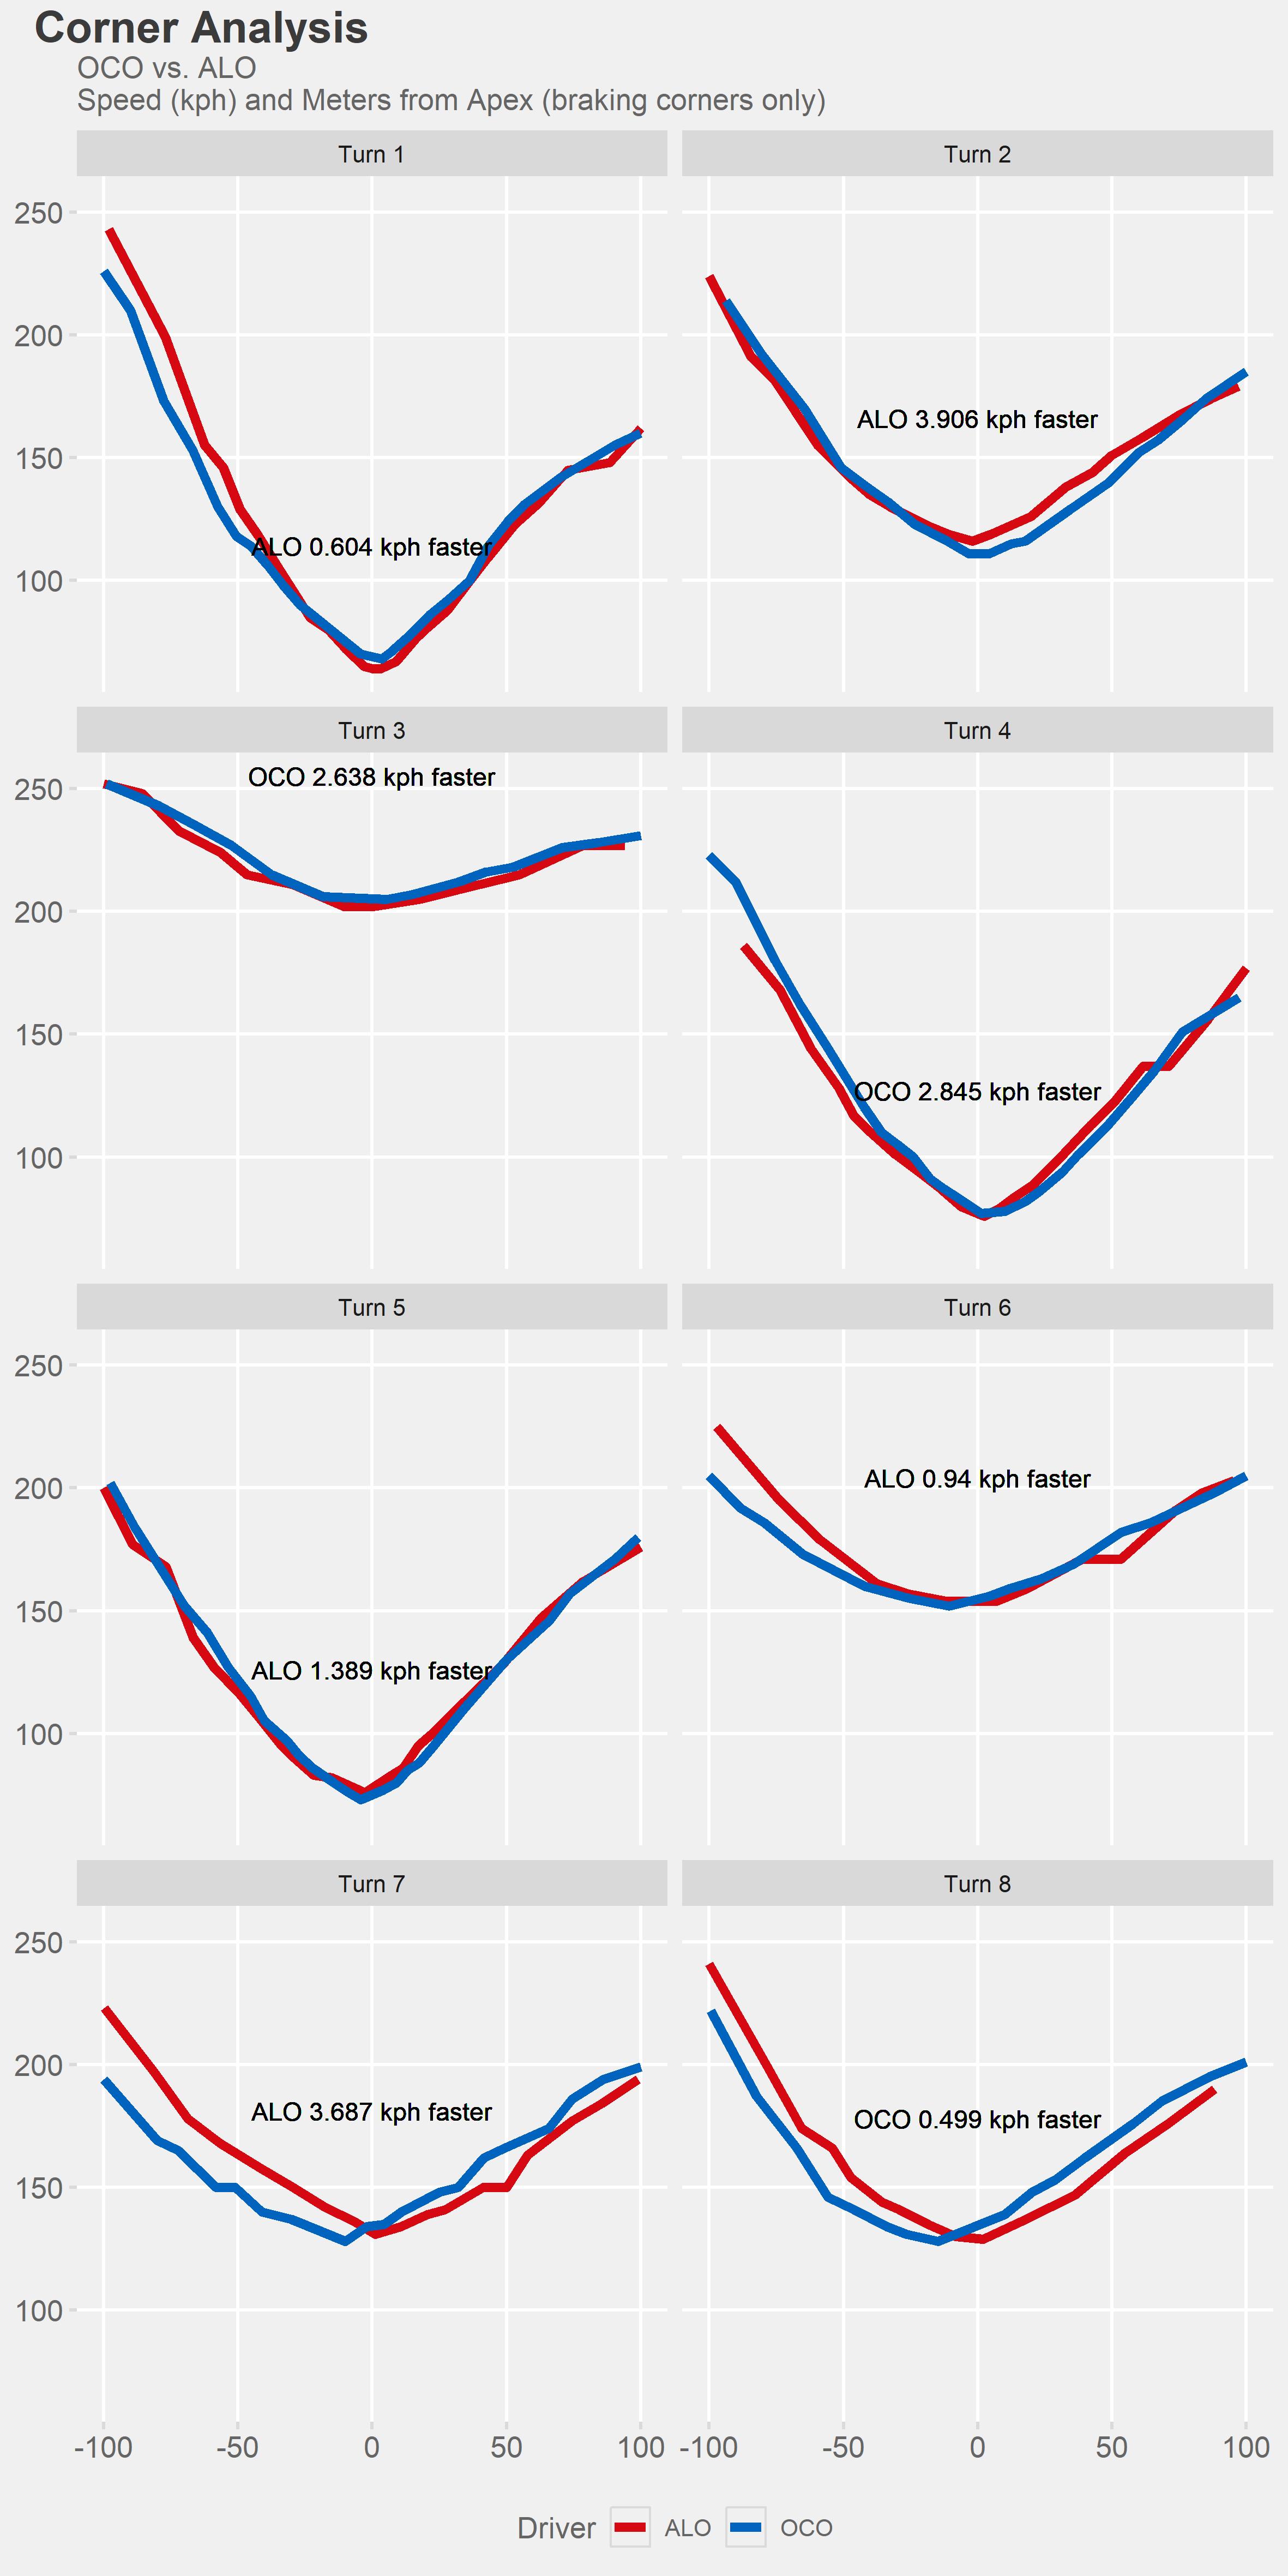 Corner Analysis
OCO vs. ALO
Speed (kph) and Meters from Apex (braking corners only)
Turn 1
Turn 2
250
200
150
100
ALO 0.604 kph faster
ALO 3.906 kph faster
Turn 3
Turn 4
250
200
150
100
OCO 2.638 kph faster
OCO 2.845 kph faster
Turn 5
Turn 6
250
200
150
100
ALO 1.389 kph faster
ALO 0.94 kph faster
Turn 7
Turn 8
250
200
150
100
ALO 3.687 kph faster
OCO 0.499 kph faster
-100 -50 0 50 100 -100 -50 0 50 100
Driver ALO OCO